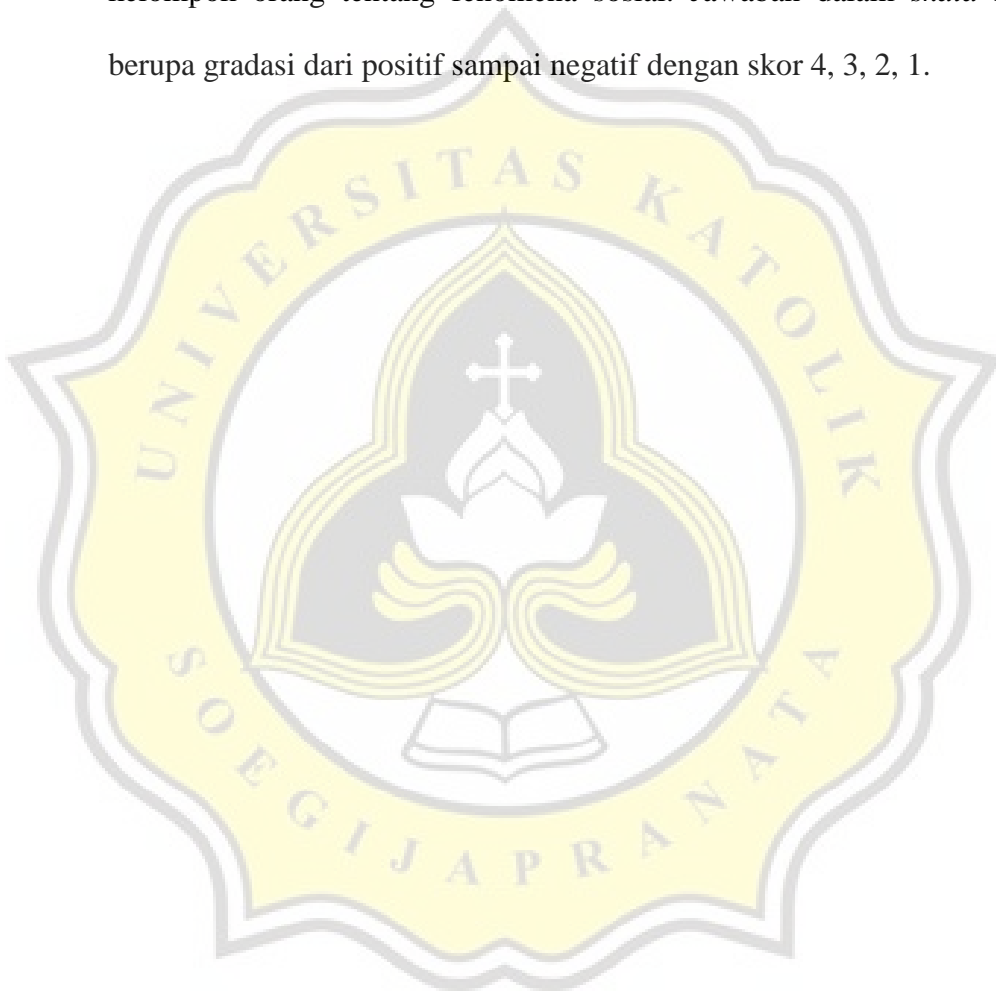 berupa gradasi dari positif sampai negatif dengan skor 4, 3, 2, 1.
UNIVERSITAS KATOLIK
SOEGIJAPRANATA